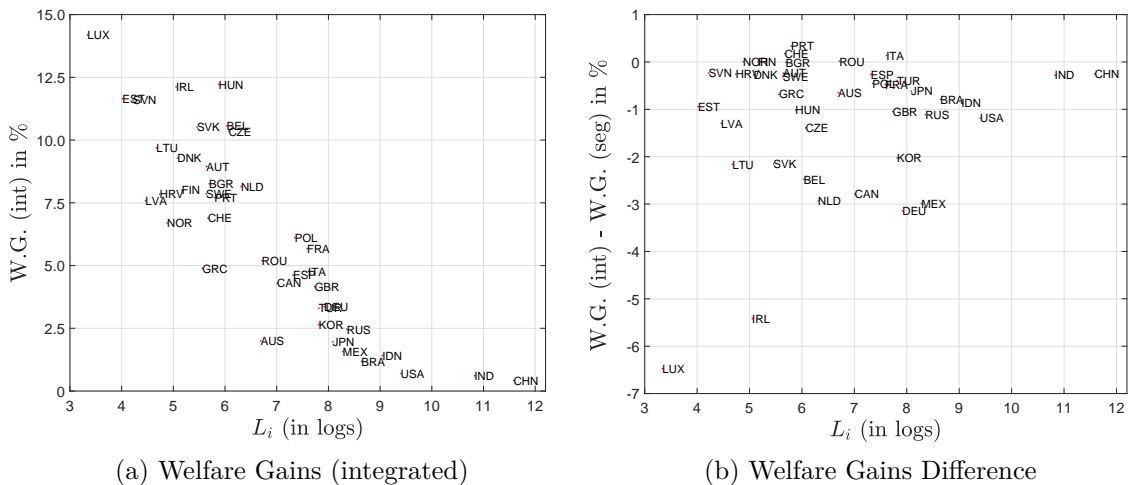 15.0
12.5
10.0
7.5
5.0
2.5
0
W.G. (int) in %
LUX
HUN
IRL
EST
SVN
SVK
BEL
CZE
LTU
DNK
AUT
BGR
NLD
HRV
FIN
SWE
LVA
PRT
NOR
CHE
POL
FRA
ROU
GRC
ITA
ESP
CAN
GBR
DEU
TUR
KOR
RUS
AUS
JPN
MEX
IDN
BRA
USA
IND
CHN
3 4 5 6 7 8 9 10 11 12
L_i (in logs)
(a) Welfare Gains (integrated)
1
0
-1
-2
-3
-4
-5
-6
-7
W.G. (int) - W.G. (seg) in %
PRT
CHE
ITA
NOR
FIN
BGR
ROU
SVN
HRV
DNK
AUT
SWE
ESP
TUR
POL
FRA
IND
CHN
GRC
AUS
JPN
BRA
IDN
EST
HUN
GBR
RUS
USA
LVA
CZE
KOR
LTU
SVK
BEL
CAN
NLD
MEX
DEU
IRL
LUX
3 4 5 6 7 8 9 10 11 12
L_i (in logs)
(b) Welfare Gains Difference